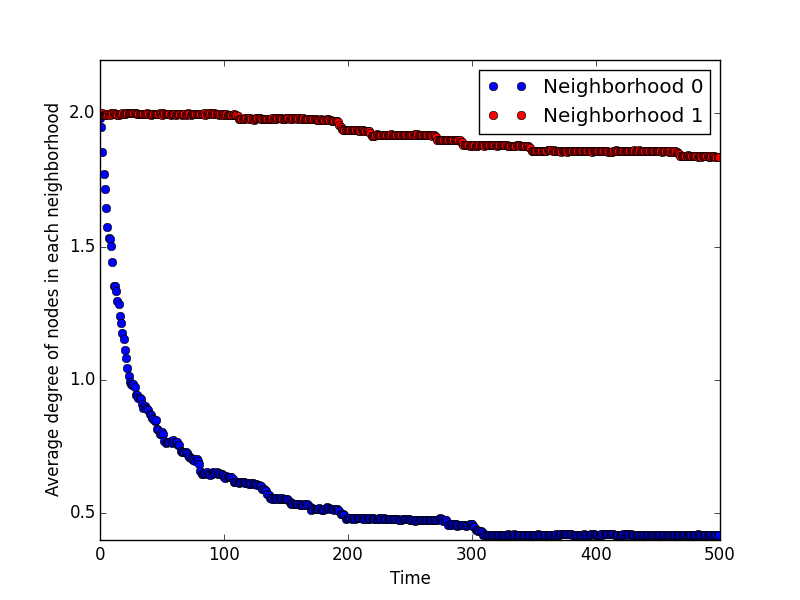 Neighborhood 0
Neighborhood 1
Average degree of nodes in each neighborhood
2.0
1.5
1.0
0.5
0 100 200 300 400 500
Time